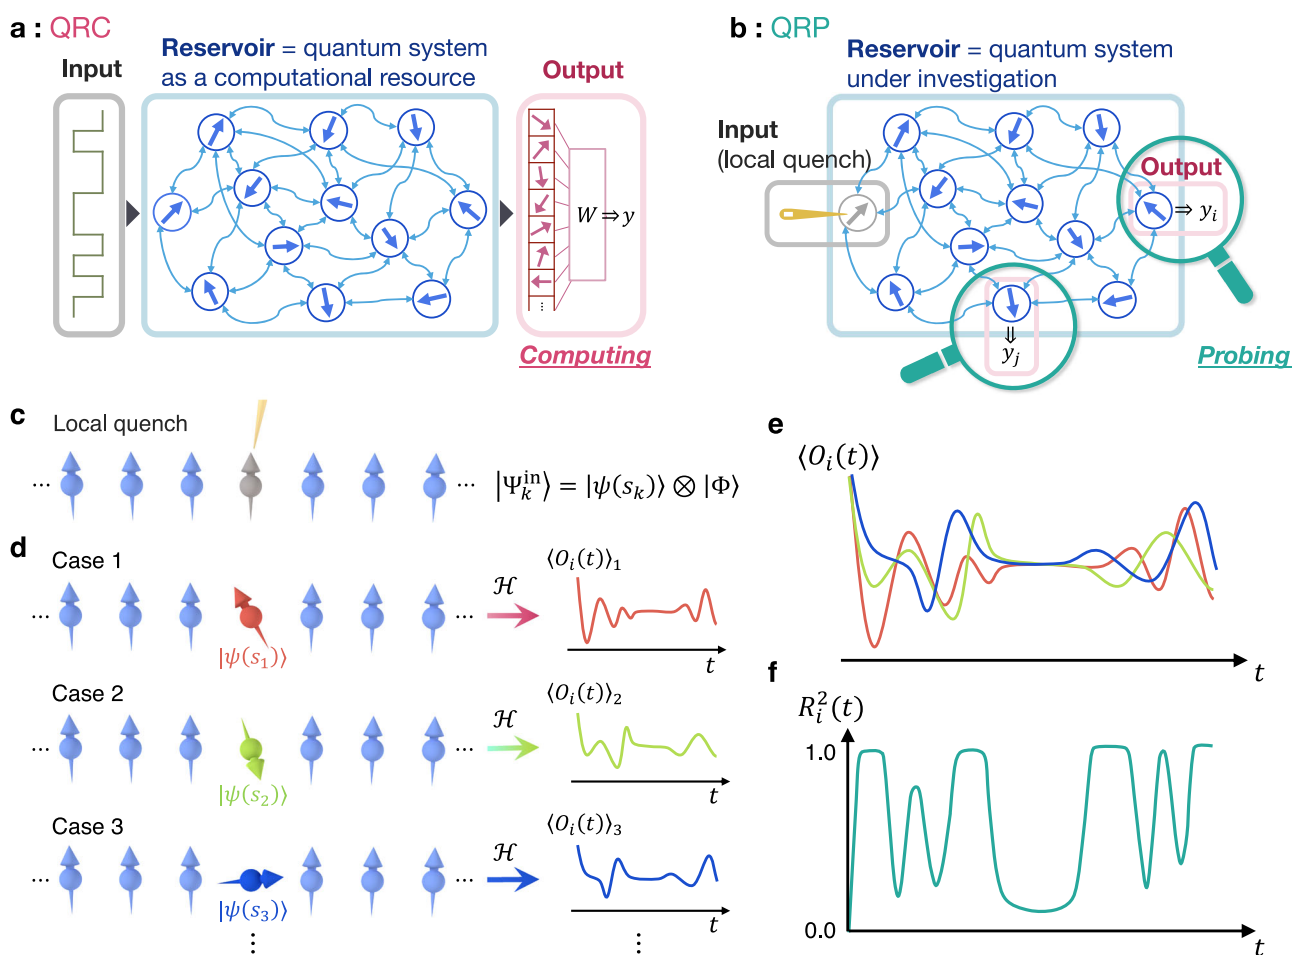 a : QRC
Input
Reservoir = quantum system
as a computational resource
Output
W ⇒ y
⋮
Computing
b : QRP
Reservoir = quantum system
under investigation
Input
(local quench)
Output
⇒ y_i
⇓
y_j
Probing
c
Local quench
... ... |Ψ_k^in⟩ = |ψ(s_k)⟩ ⊗ |Φ⟩
d
Case 1
... |ψ(s_1)⟩ ... ℋ ⟨O_i(t)⟩_1 t
Case 2
... |ψ(s_2)⟩ ... ℋ ⟨O_i(t)⟩_2 t
Case 3
... |ψ(s_3)⟩ ... ℋ ⟨O_i(t)⟩_3 t
⋮ ⋮
e
⟨O_i(t)⟩
t
f
R_i^2(t)
1.0
0.0
t